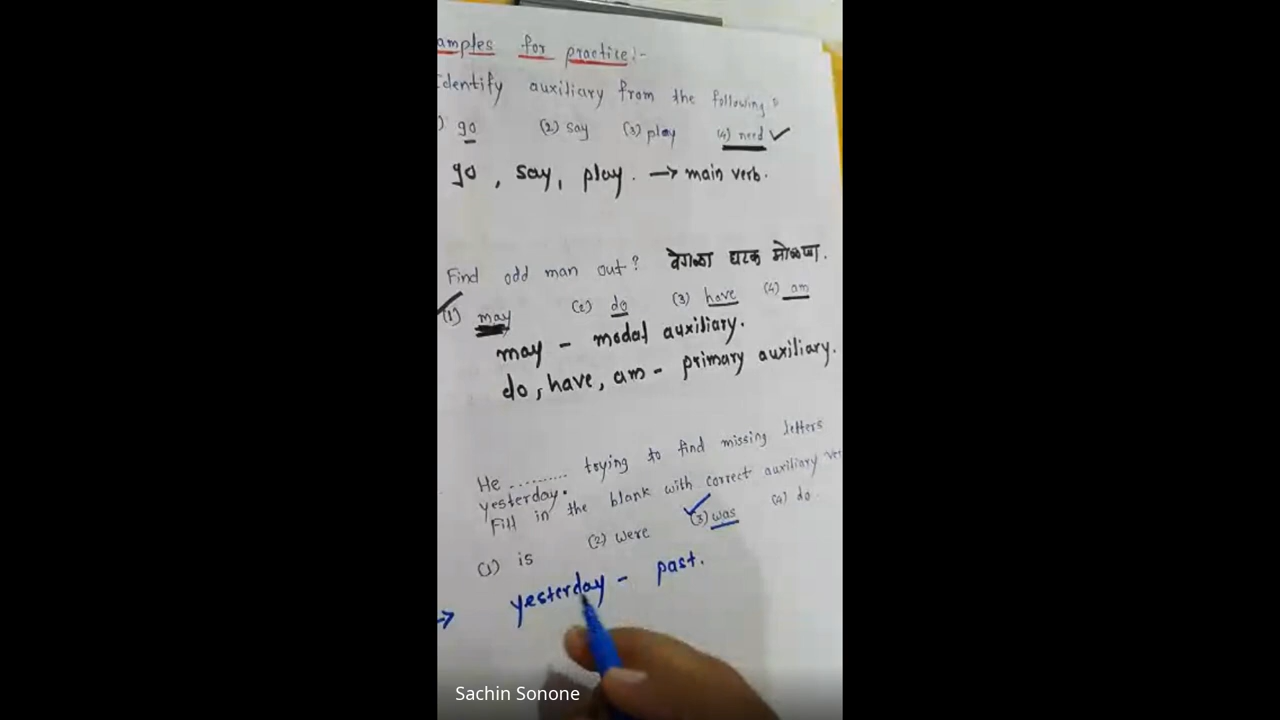 amples for practice:-
Identify auxiliary from the following:
) go (2) say (3) play (4) need ✓
go, say, play. → main verb.
Find odd man out? वेगळा घटक ओळखा.
(1) may (2) do (3) have (4) am
may - modal auxiliary.
do, have, am - primary auxiliary.
He .......... trying to find missing letters
yesterday.
Fill in the blank with correct auxiliary ver
(1) is (2) were (3) was (4) do
→ yesterday - past.
Sachin Sonone